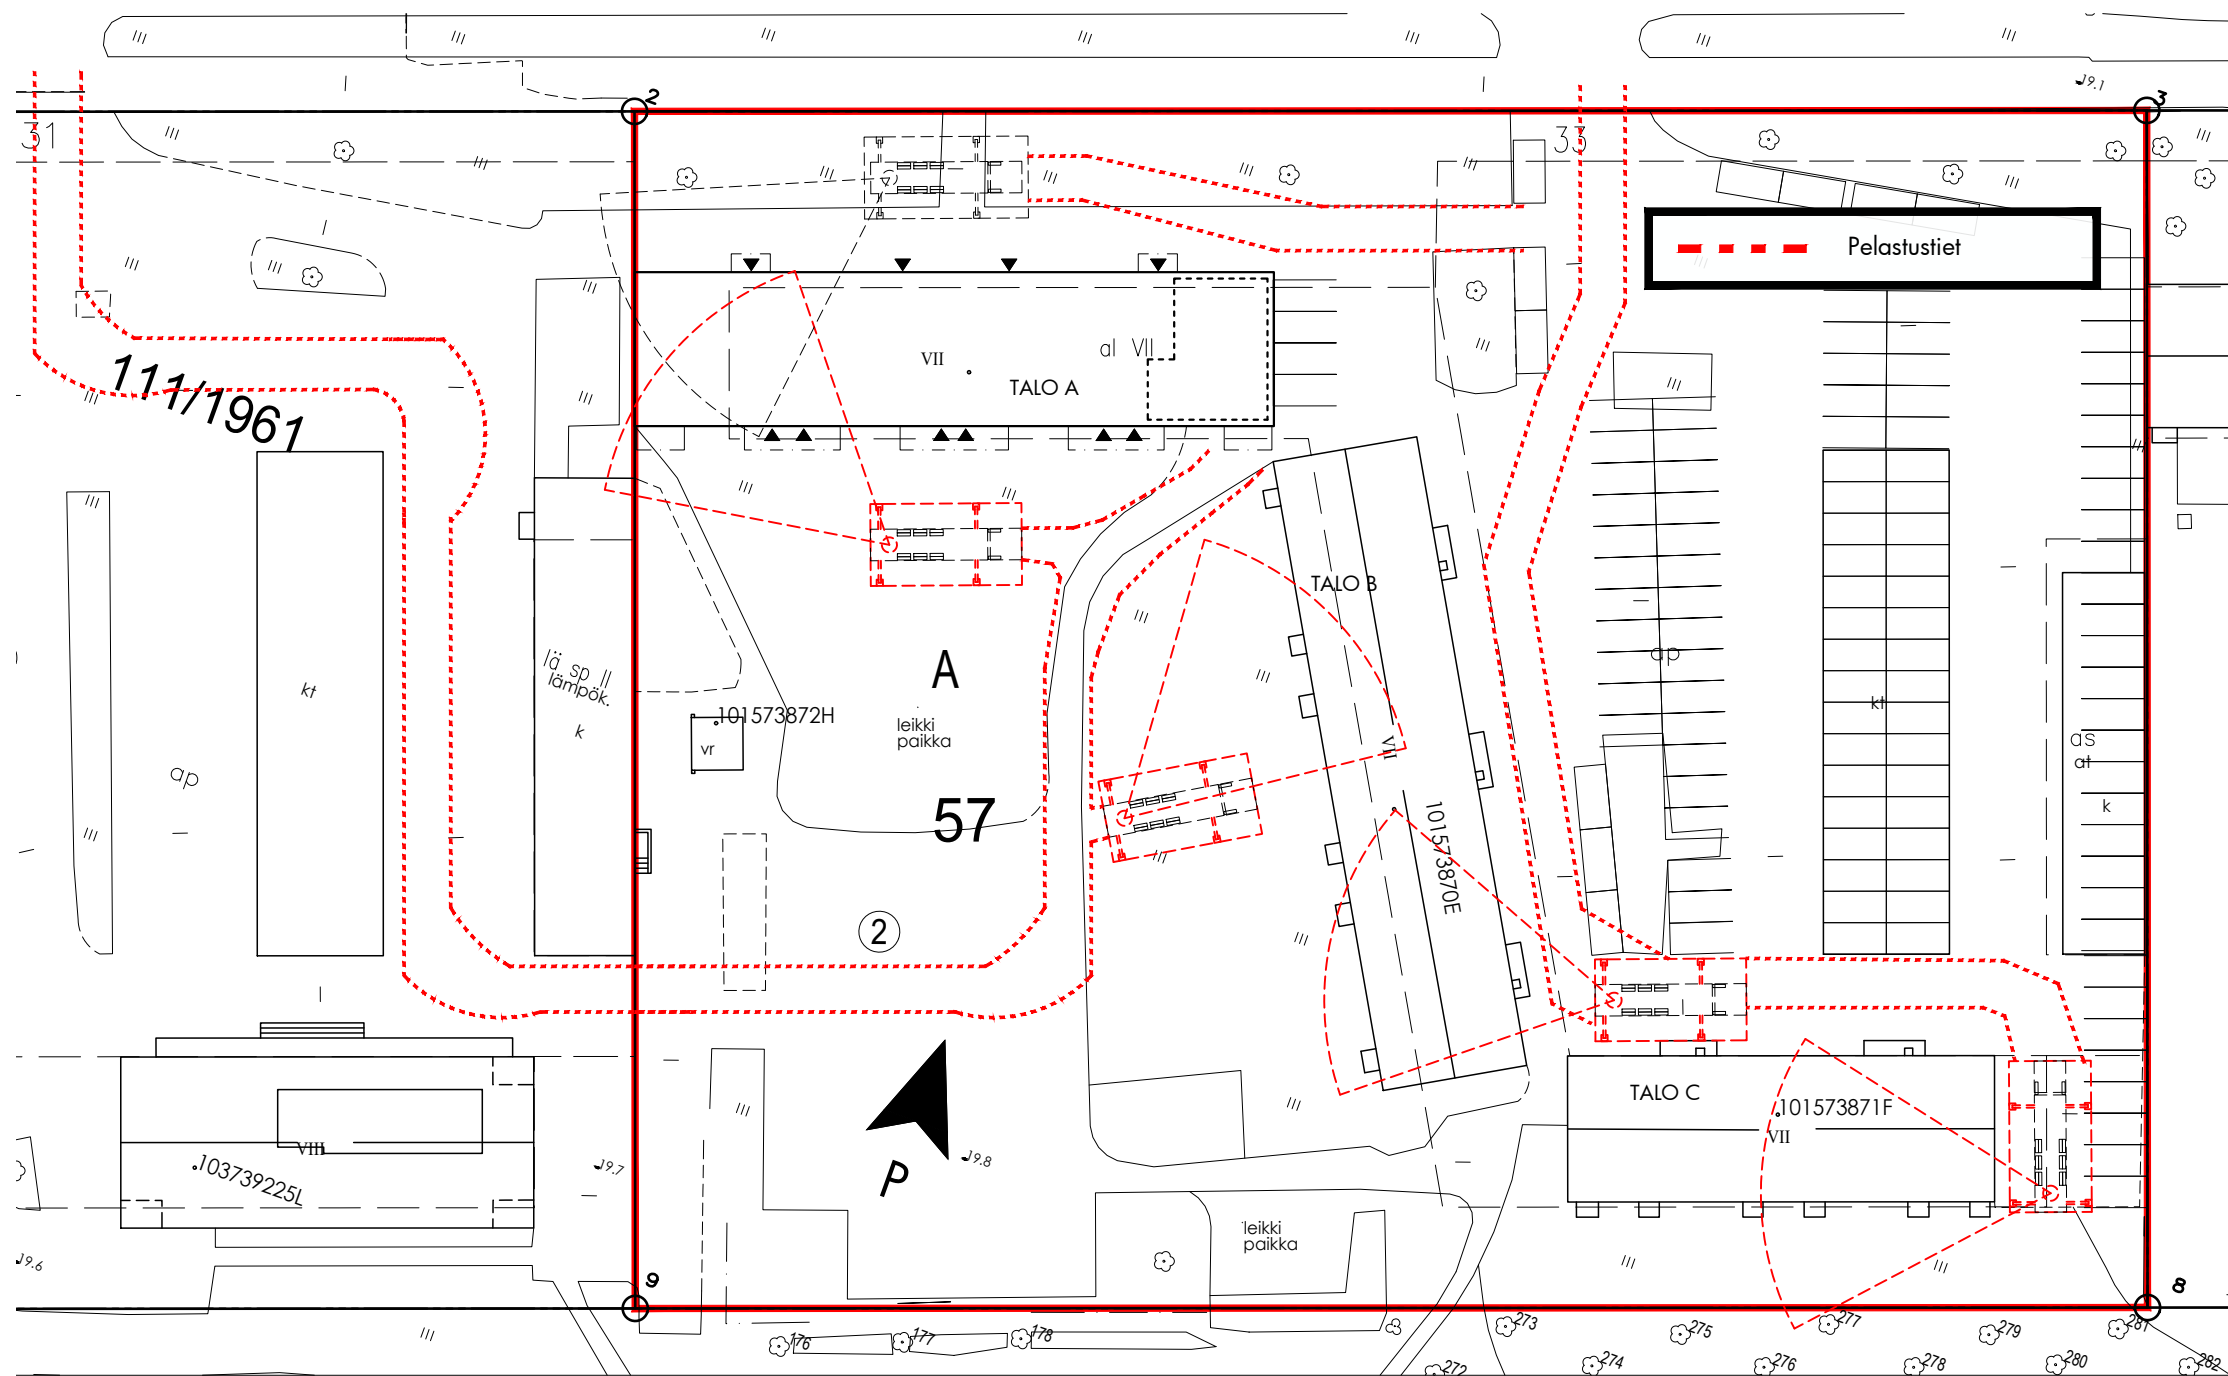 2
3
19.1
31
33
Pelastustiet
111/1961
VII
al VII
TALO A
TALO B
A
lä sp II
lämpök.
k
kt
ap
kt
as
at
k
101573872H
vr
leikki
paikka
ap
VII
57
101573870E
2
TALO C
101573871F
VII
VIII
103739225L
19.7
19.8
P
leikki
paikka
19.6
9
8
176
177
178
273
275
277
279
281
272
274
276
278
280
282